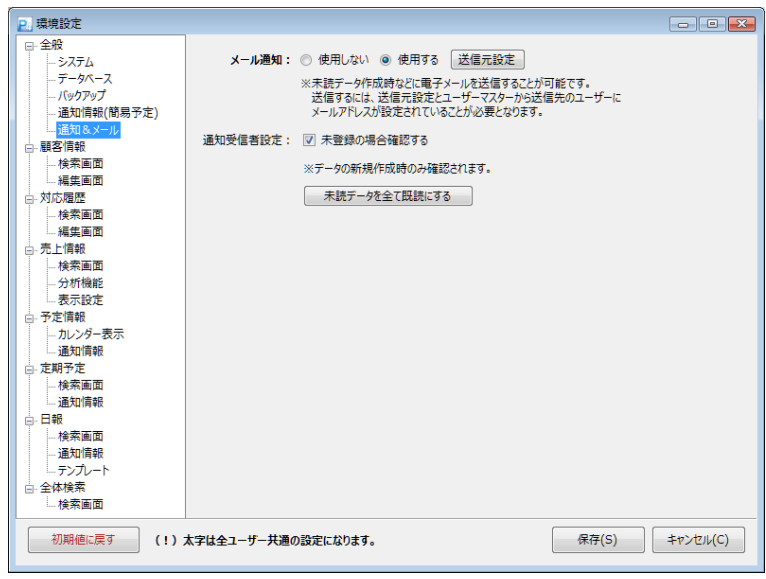 環境設定
全般
システム
データベース
バックアップ
通知情報(簡易予定)
通知&メール
顧客情報
検索画面
編集画面
対応履歴
検索画面
編集画面
売上情報
検索画面
分析機能
表示設定
予定情報
カレンダー表示
通知情報
定期予定
検索画面
通知情報
日報
検索画面
通知情報
テンプレート
全体検索
検索画面
メール通知： 使用しない 使用する 送信元設定
※未読データ作成時などに電子メールを送信することが可能です。
送信するには、送信元設定とユーザーマスターから送信先のユーザーに
メールアドレスが設定されていることが必要となります。
通知受信者設定： 未登録の場合確認する
※データの新規作成時のみ確認されます。
未読データを全て既読にする
初期値に戻す (！) 太字は全ユーザー共通の設定になります。 保存(S) キャンセル(C)